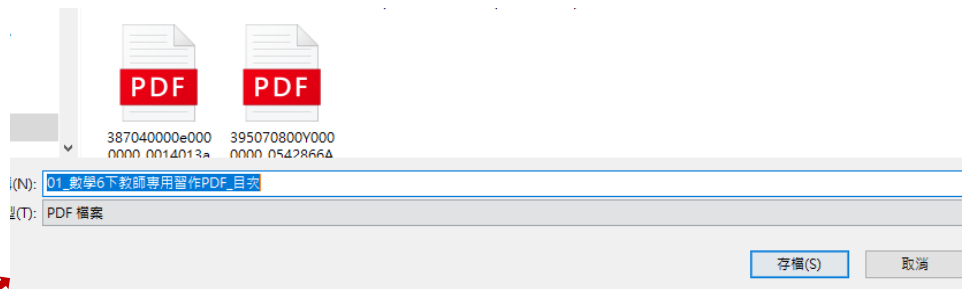 PDF
PDF
387040000e000
395070800Y000
0000_0014013a
0000_0542866A
(N): 01_數學6下教師專用習作PDF_目次
型(T): PDF 檔案
存檔(S)
取消